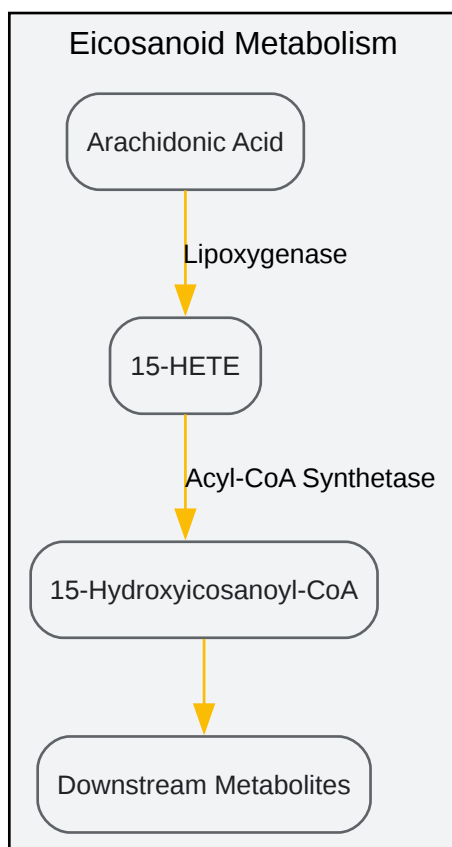 Eicosanoid Metabolism
Arachidonic Acid
Lipoxygenase
15-HETE
Acyl-CoA Synthetase
15-Hydroxyicosanoyl-CoA
Downstream Metabolites